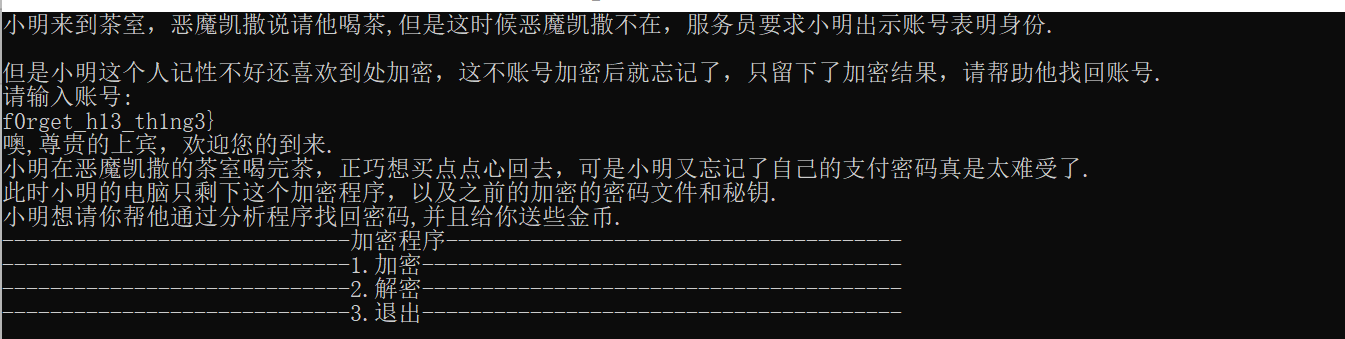 小明来到茶室，恶魔凯撒说请他喝茶,但是这时候恶魔凯撒不在，服务员要求小明出示账号表明身份.
但是小明这个人记性不好还喜欢到处加密，这不账号加密后就忘记了，只留下了加密结果，请帮助他找回账号.
请输入账号:
f0rget_h13_th1ng3}
噢,尊贵的上宾，欢迎您的到来.
小明在恶魔凯撒的茶室喝完茶，正巧想买点点心回去，可是小明又忘记了自己的支付密码真是太难受了.
此时小明的电脑只剩下这个加密程序，以及之前的加密的密码文件和秘钥.
小明想请你帮他通过分析程序找回密码,并且给你送些金币.
-----------------------------加密程序--------------------------------------
-----------------------------1.加密----------------------------------------
-----------------------------2.解密----------------------------------------
-----------------------------3.退出----------------------------------------